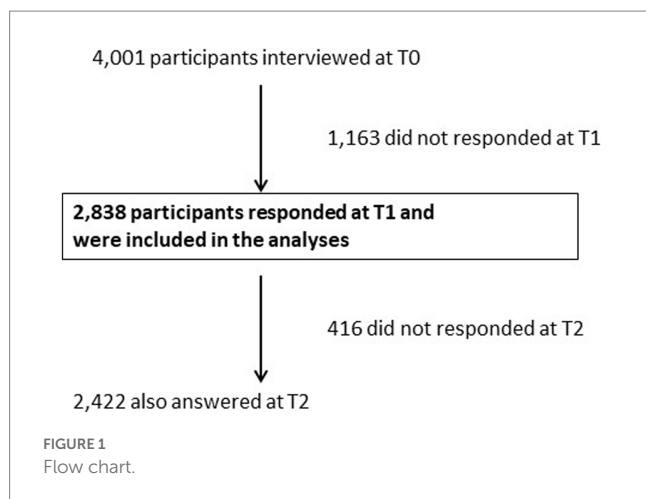 4,001 participants interviewed at T0
1,163 did not responded at T1
2,838 participants responded at T1 and
were included in the analyses
416 did not responded at T2
2,422 also answered at T2
FIGURE 1
Flow chart.